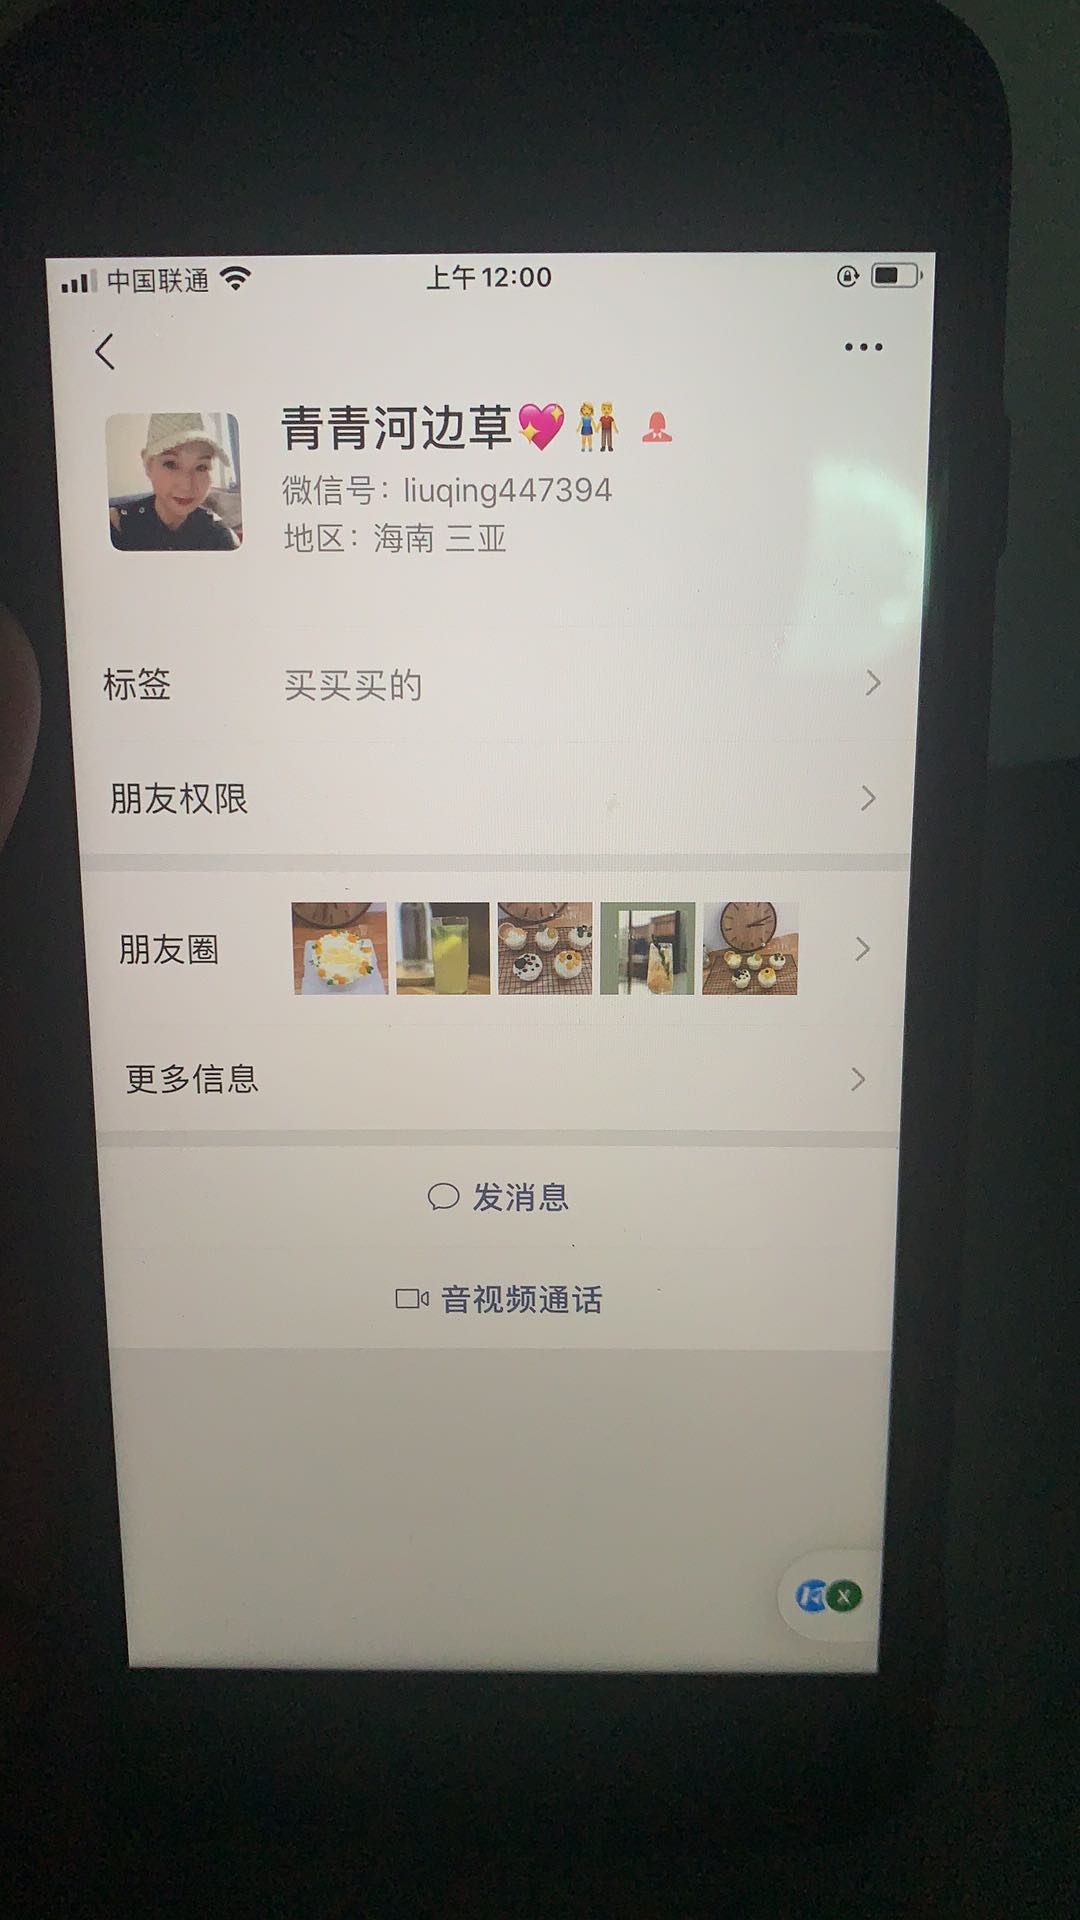 中国联通 上午12:00
青青河边草💖👫
微信号：liuqing447394
地区：海南 三亚
标签 买买买的
朋友权限
朋友圈
更多信息
发消息
音视频通话